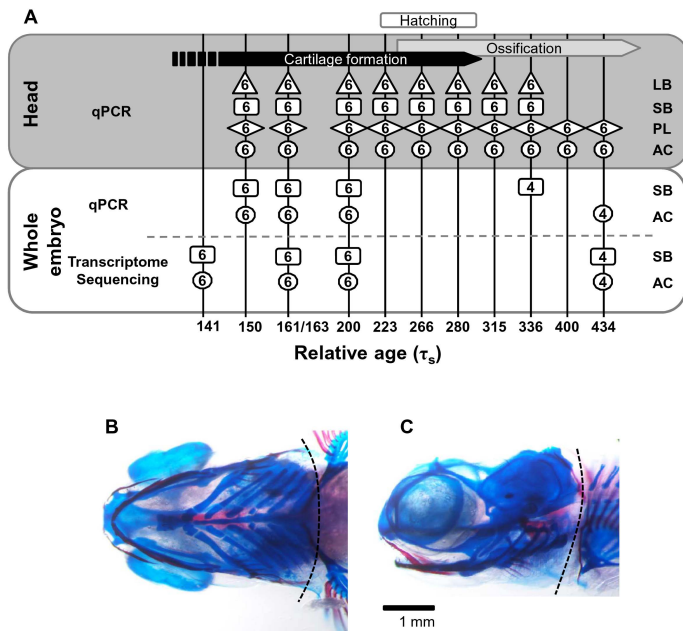 A
Hatching
Ossification
Cartilage formation
Head
qPCR
6 6 6 6 6 6 6 6 LB
6 6 6 6 6 6 6 6 SB
6 6 6 6 6 6 6 6 6 6 PL
6 6 6 6 6 6 6 6 6 6 AC
Whole
embryo
qPCR
6 6 6 4 SB
6 6 6 4 AC
Transcriptome
Sequencing
6 6 6 4 SB
6 6 6 4 AC
141 150 161/163 200 223 266 280 315 336 400 434
Relative age (τs)
B
C
1 mm